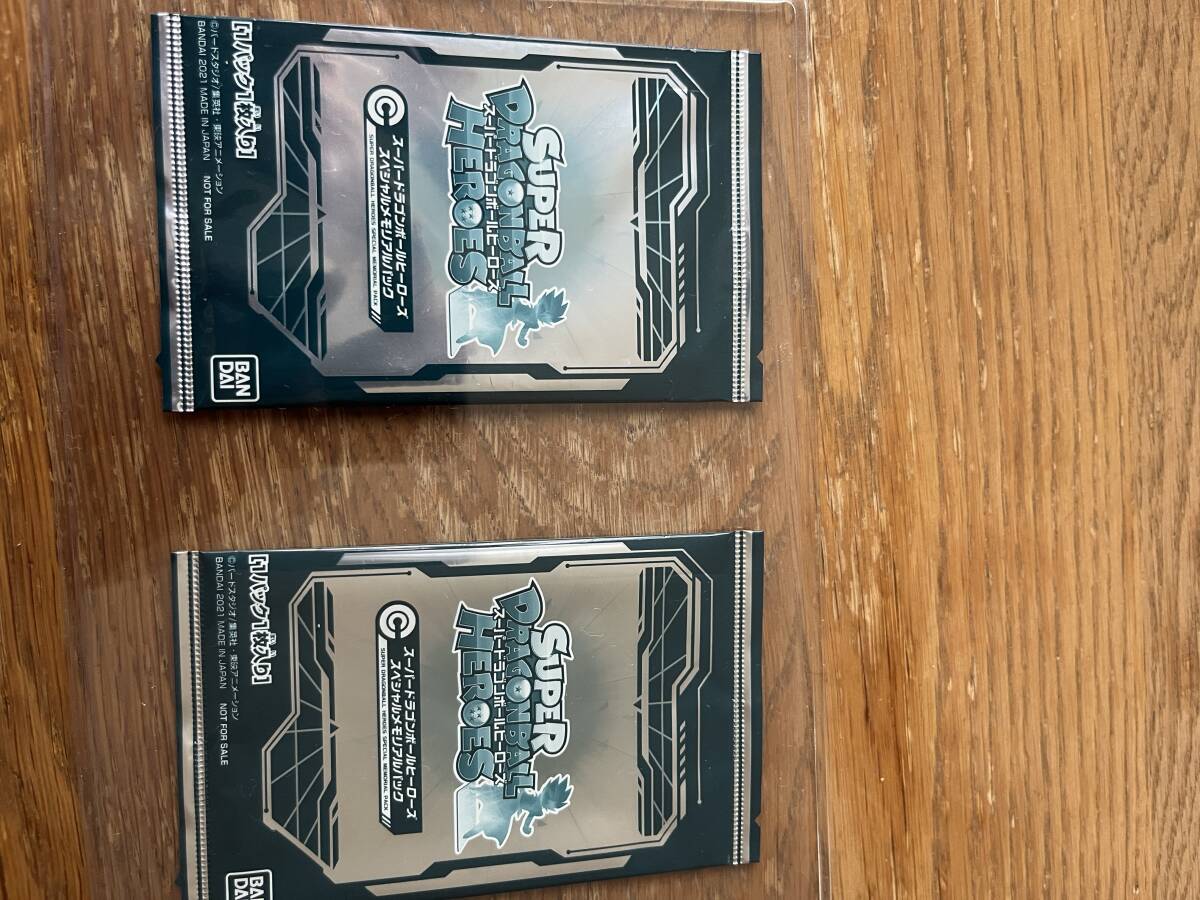 SUPER
DRAGONBALL
スーパードラゴンボールヒーローズ
HEROES
スーパードラゴンボールヒーローズ
スペシャルメモリアルパック
SUPER DRAGONBALL HEROES SPECIAL MEMORIAL PACK
【1パック1枚入り】
©バードスタジオ/集英社・東映アニメーション
BANDAI 2021 MADE IN JAPAN NOT FOR SALE
BAN
DAI
SUPER
DRAGONBALL
スーパードラゴンボールヒーローズ
HEROES
スーパードラゴンボールヒーローズ
スペシャルメモリアルパック
SUPER DRAGONBALL HEROES SPECIAL MEMORIAL PACK
【1パック1枚入り】
©バードスタジオ/集英社・東映アニメーション
BANDAI 2021 MADE IN JAPAN NOT FOR SALE
BAN
DAI